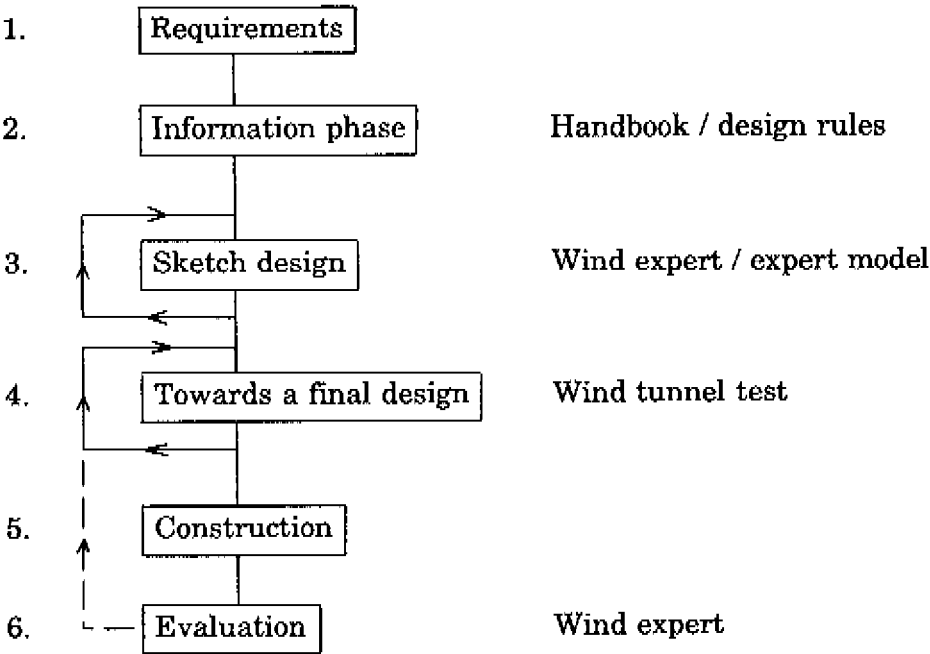 1. Requirements
2. Information phase Handbook / design rules
3. Sketch design Wind expert / expert model
4. Towards a final design Wind tunnel test
5. Construction
6. Evaluation Wind expert